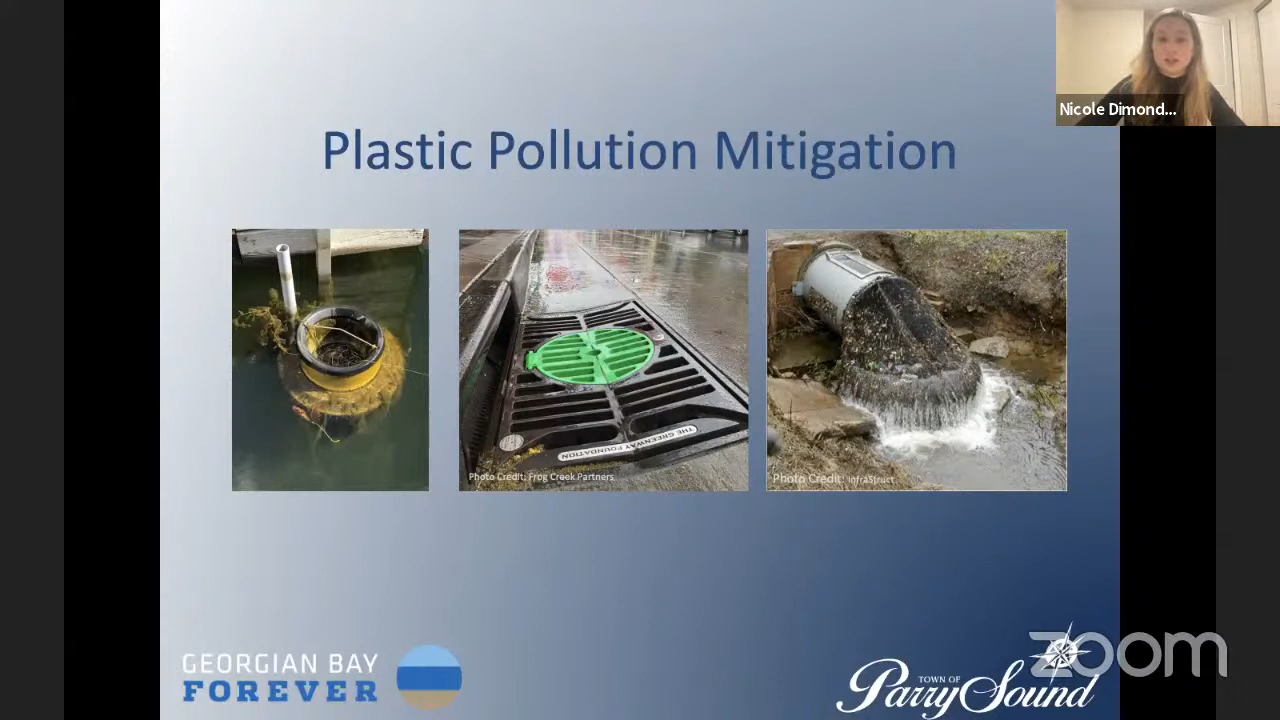 Nicole Dimond...
Plastic Pollution Mitigation
THE GREENWAY FOUNDATION
Photo Credit: Frog Creek Partners
Photo Credit: InfraStruct
GEORGIAN BAY
FOREVER
zoom
TOWN OF
Parry Sound